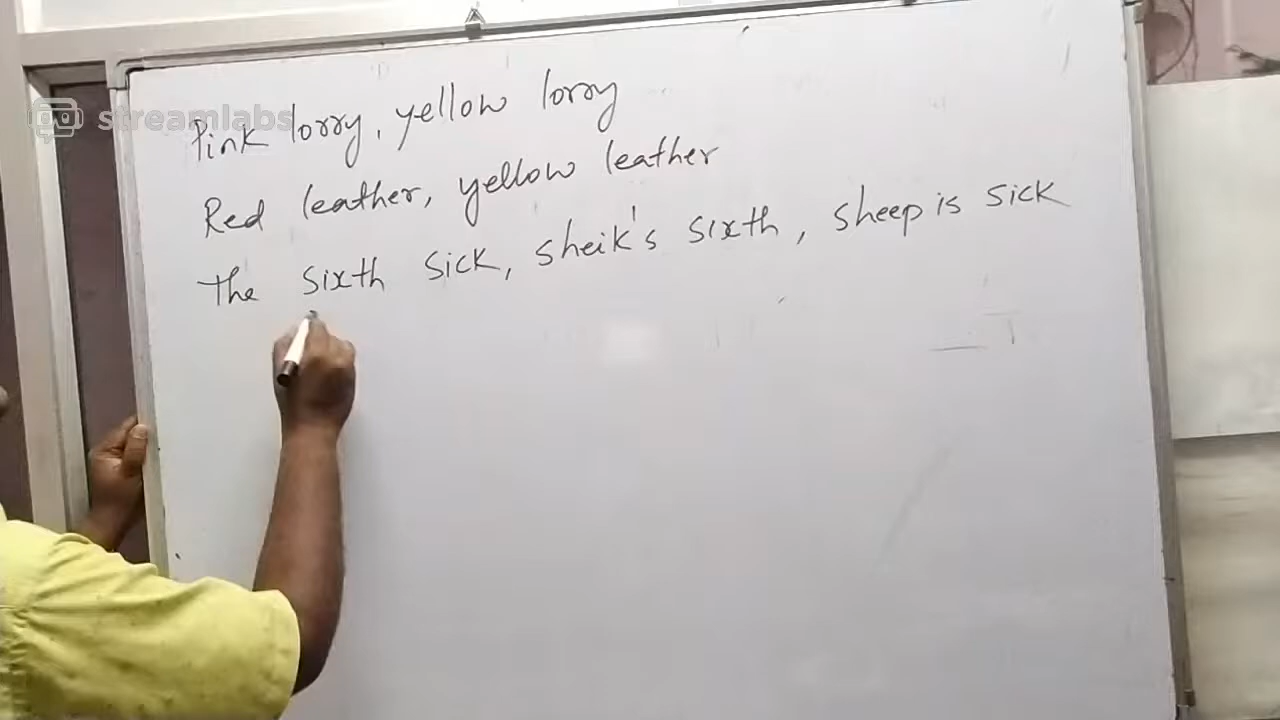 streamlabs
Pink lorry, yellow lorry
Red leather, yellow leather
The sixth sick, sheik's sixth, sheep is sick